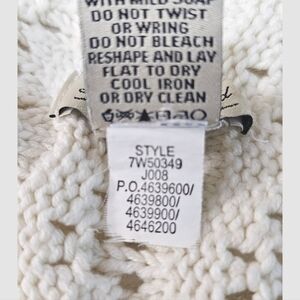 WITH MILD SOAP
DO NOT TWIST
OR WRING
DO NOT BLEACH
RESHAPE AND LAY
FLAT TO DRY
COOL IRON
OR DRY CLEAN
STYLE
7W50349
J008
P.O.4639600/
4639800/
4639900/
4646200